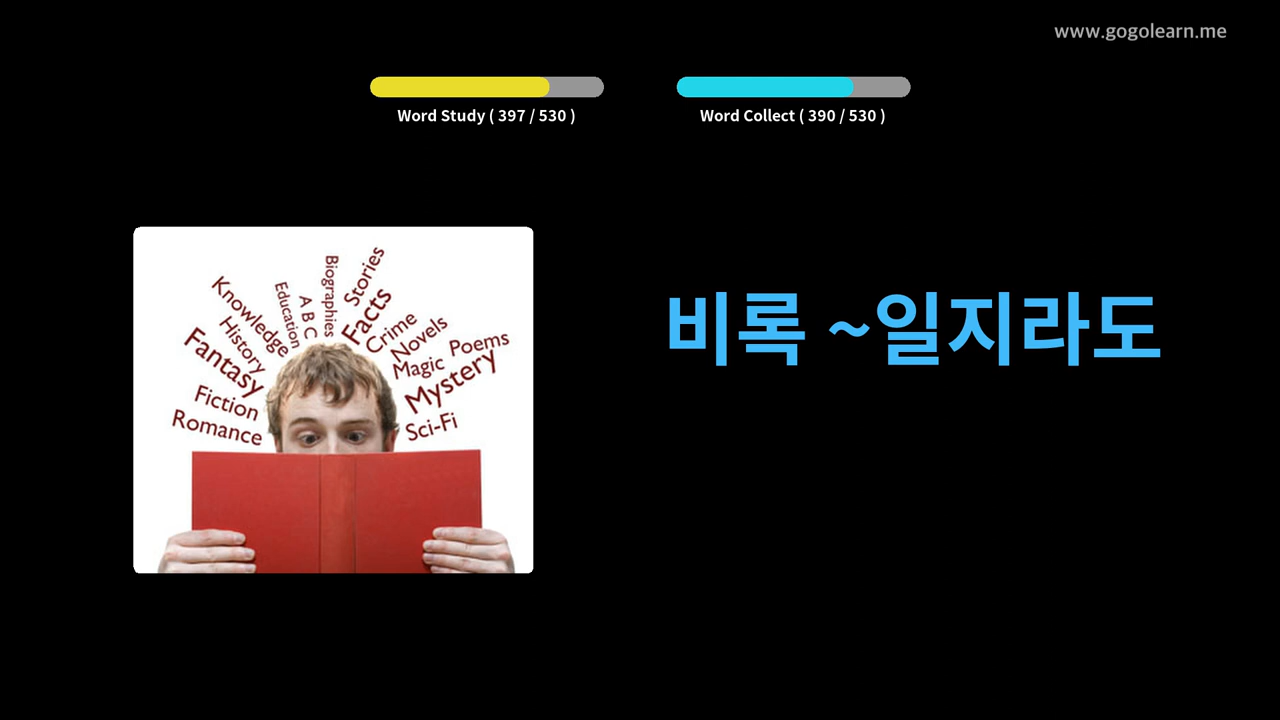 www.gogolearn.me
Word Study ( 397 / 530 )
Word Collect ( 390 / 530 )
비록 ~일지라도
Knowledge
History
Fantasy
Fiction
Romance
Education
A B C
Biographies
Stories
Facts
Crime
Novels
Magic
Poems
Mystery
Sci-Fi